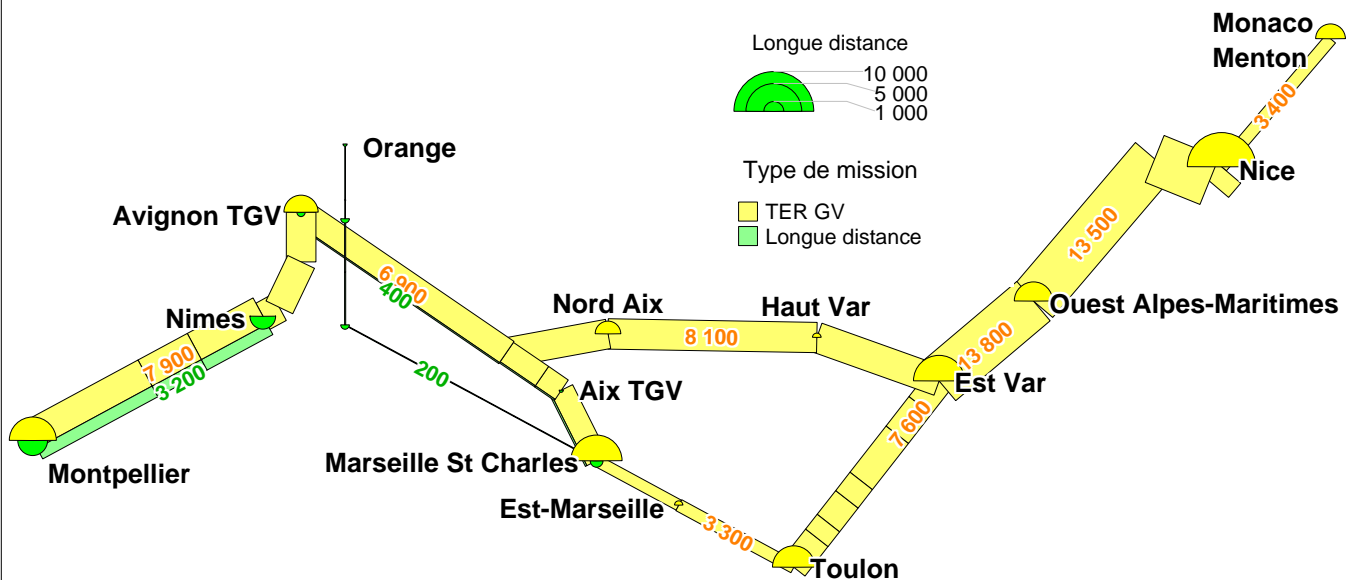 Monaco
Menton
Longue distance
10 000
5 000
1 000
3 400
Orange
Nice
Type de mission
TER GV
Longue distance
Avignon TGV
13 500
6 900
400
Nord Aix
Haut Var
Ouest Alpes-Maritimes
Nimes
8 100
13 800
7 900
3 200
200
Aix TGV
Est Var
7 600
Marseille St Charles
Montpellier
Est-Marseille
3 300
Toulon